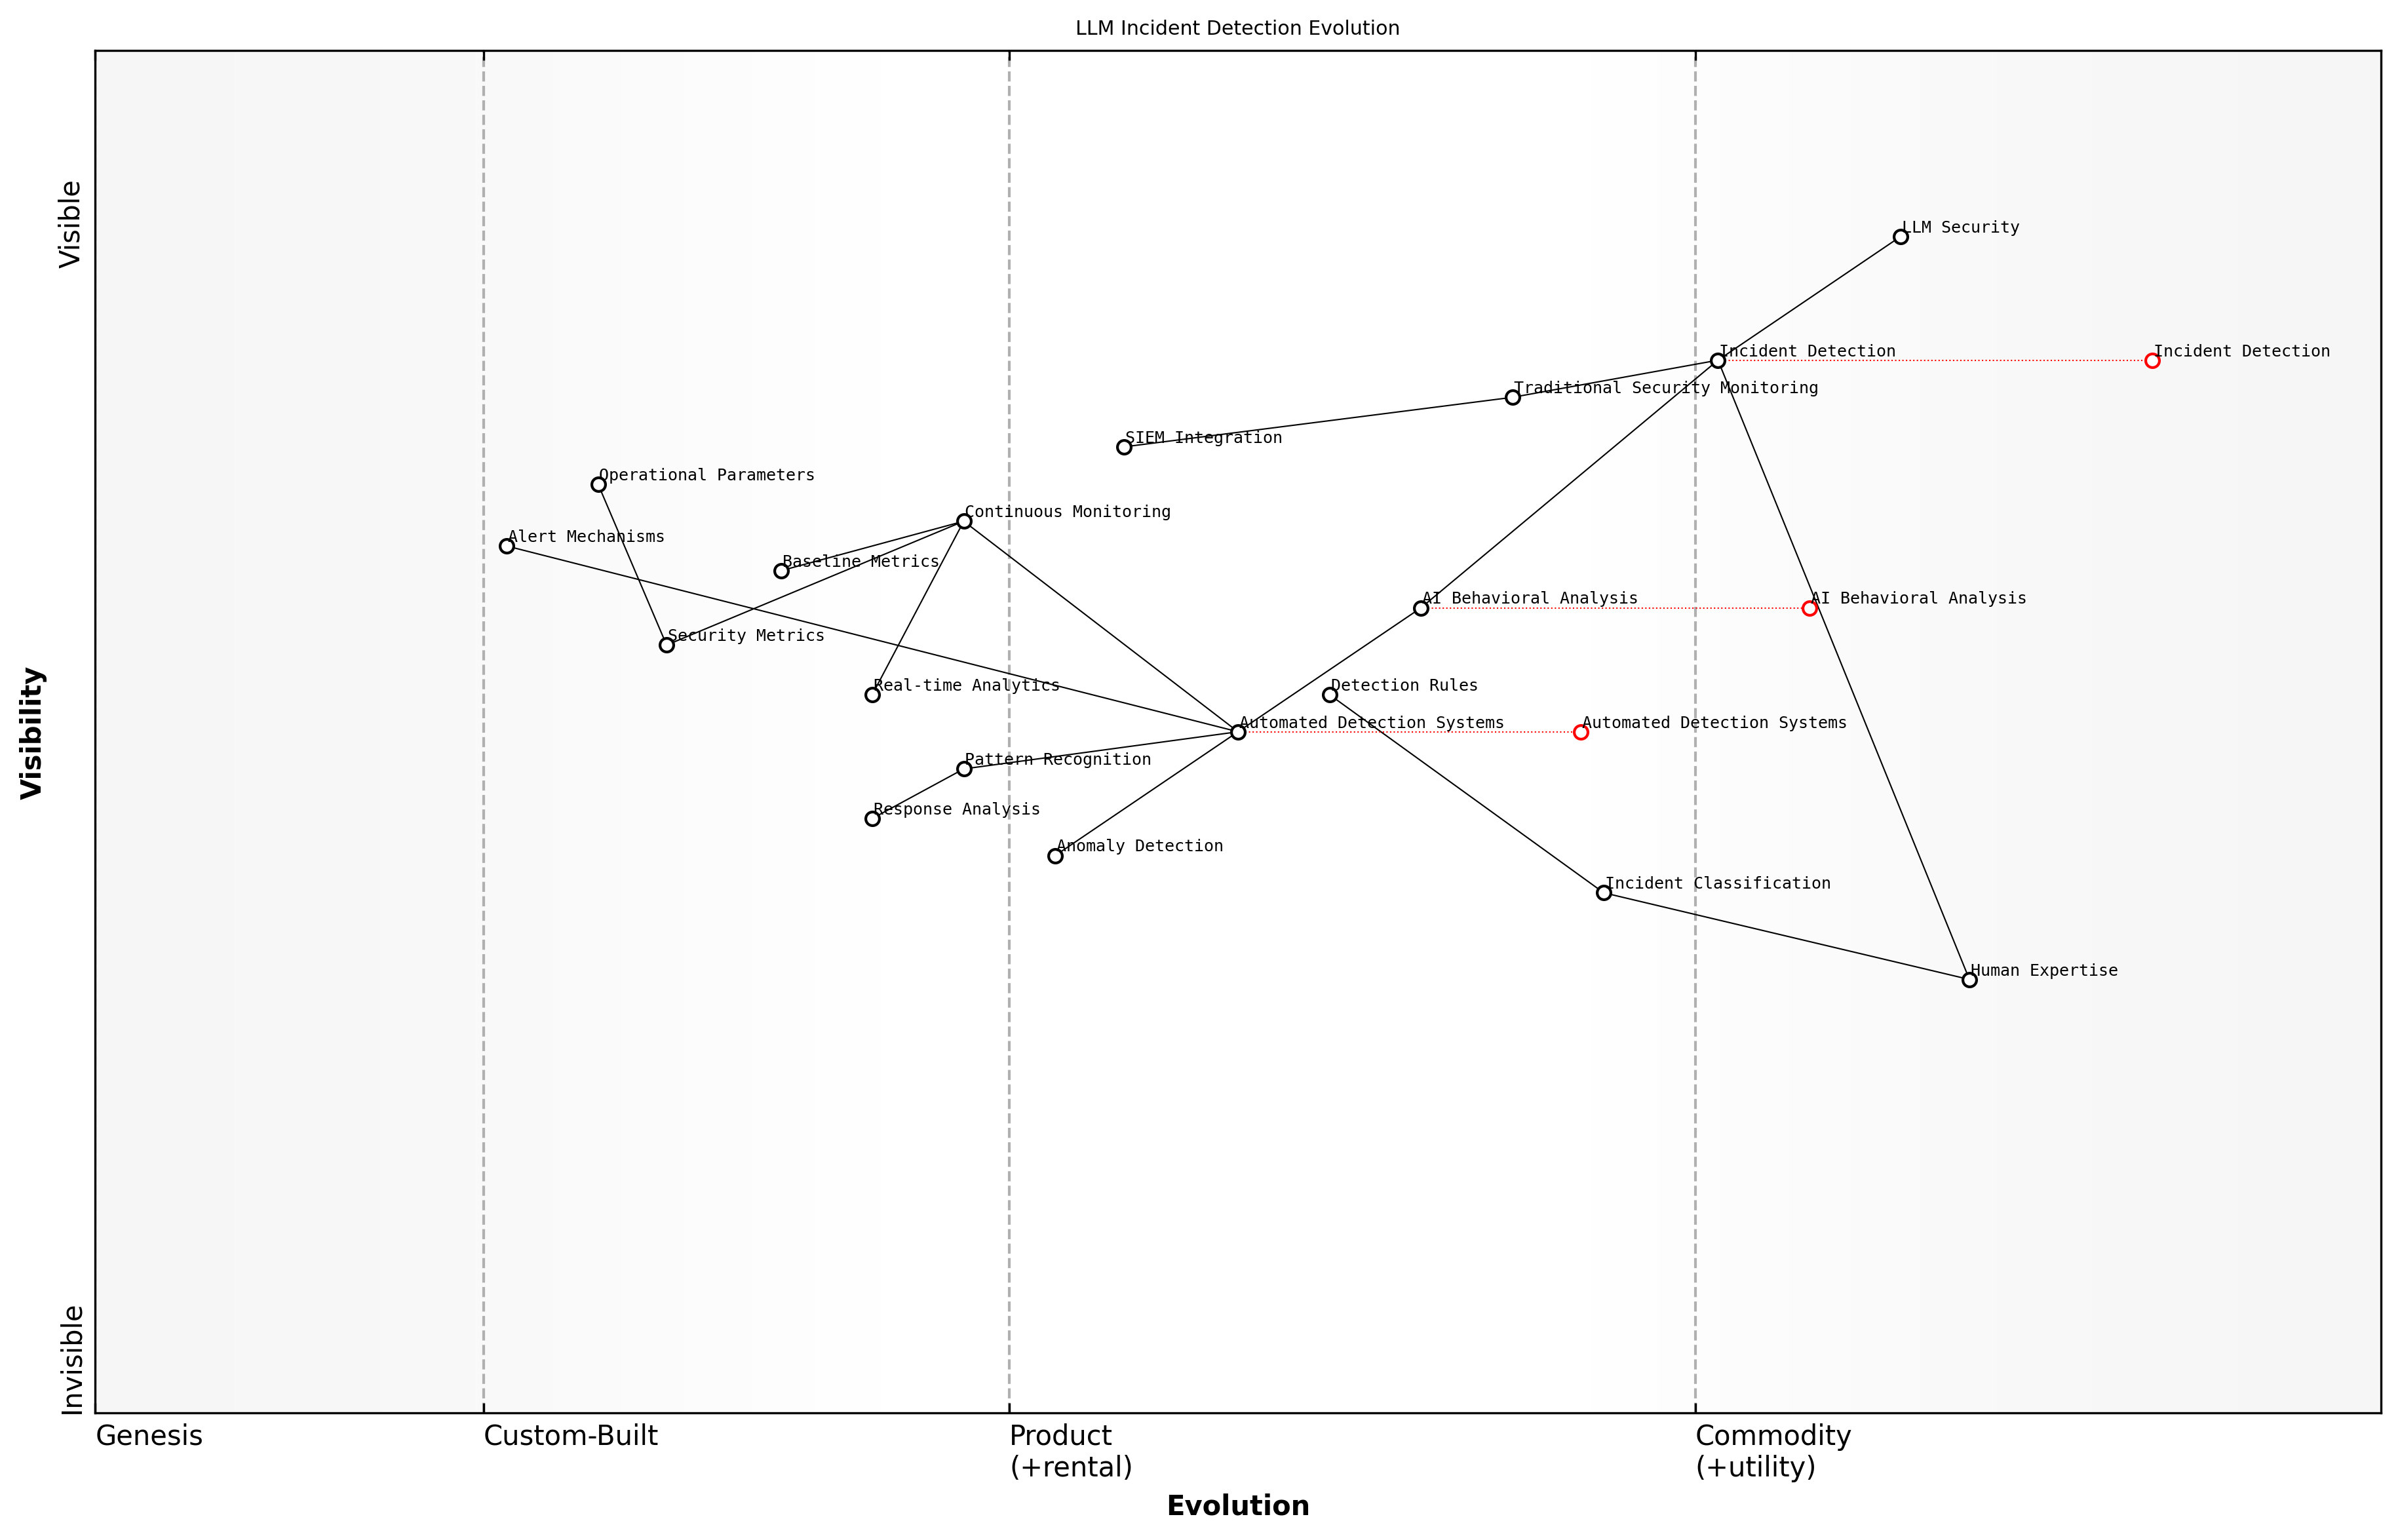 LLM Incident Detection Evolution
Visible
LLM Security
Incident Detection
Incident Detection
Traditional Security Monitoring
SIEM Integration
Operational Parameters
Continuous Monitoring
Alert Mechanisms
Baseline Metrics
AI Behavioral Analysis
AI Behavioral Analysis
Security Metrics
Real-time Analytics
Detection Rules
Automated Detection Systems
Automated Detection Systems
Pattern Recognition
Response Analysis
Anomaly Detection
Incident Classification
Human Expertise
Visibility
Invisible
Genesis
Custom-Built
Product
(+rental)
Commodity
(+utility)
Evolution